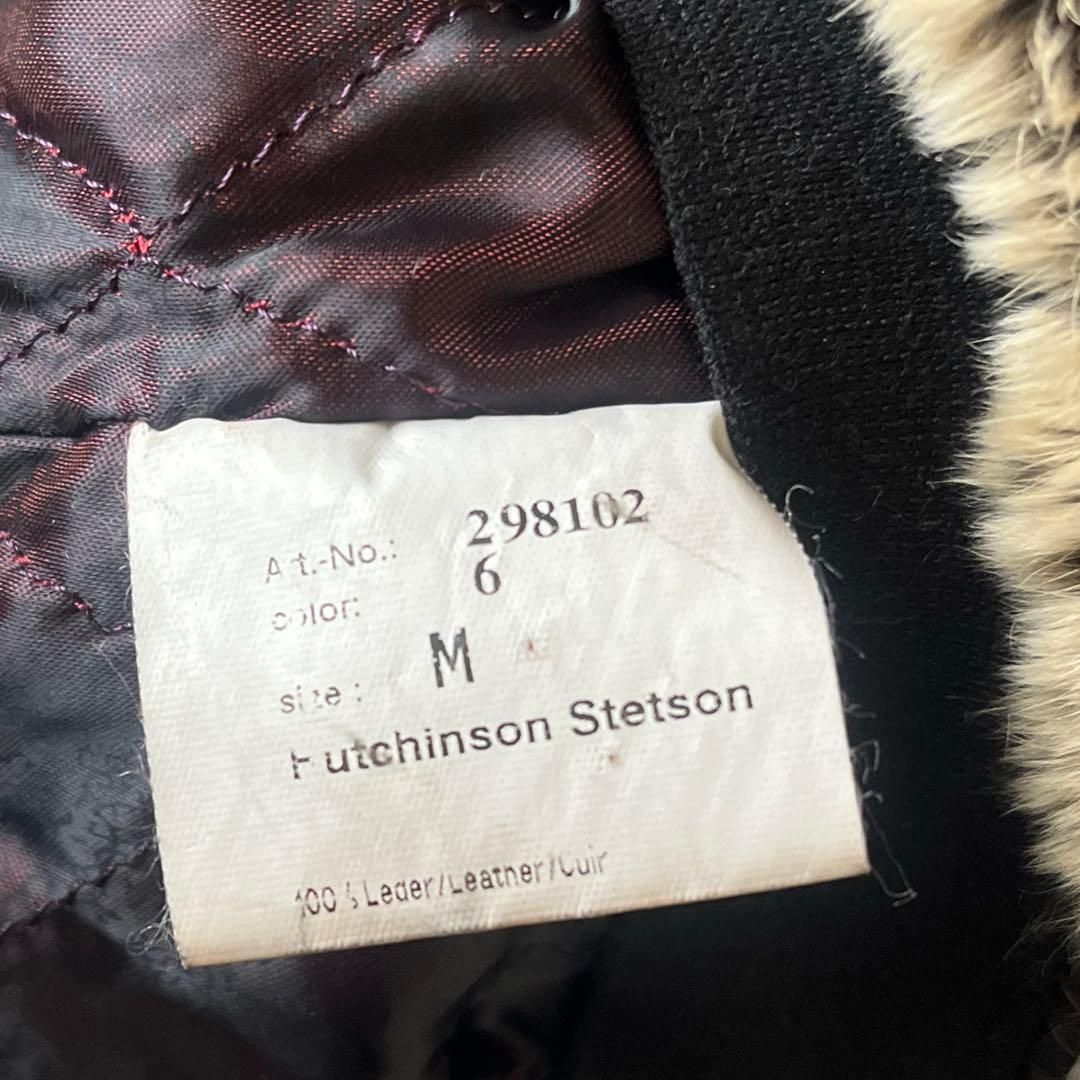 Art.-No.: 298102
color: 6
size: M
Hutchinson Stetson
100% Leder/Leather/Cuir